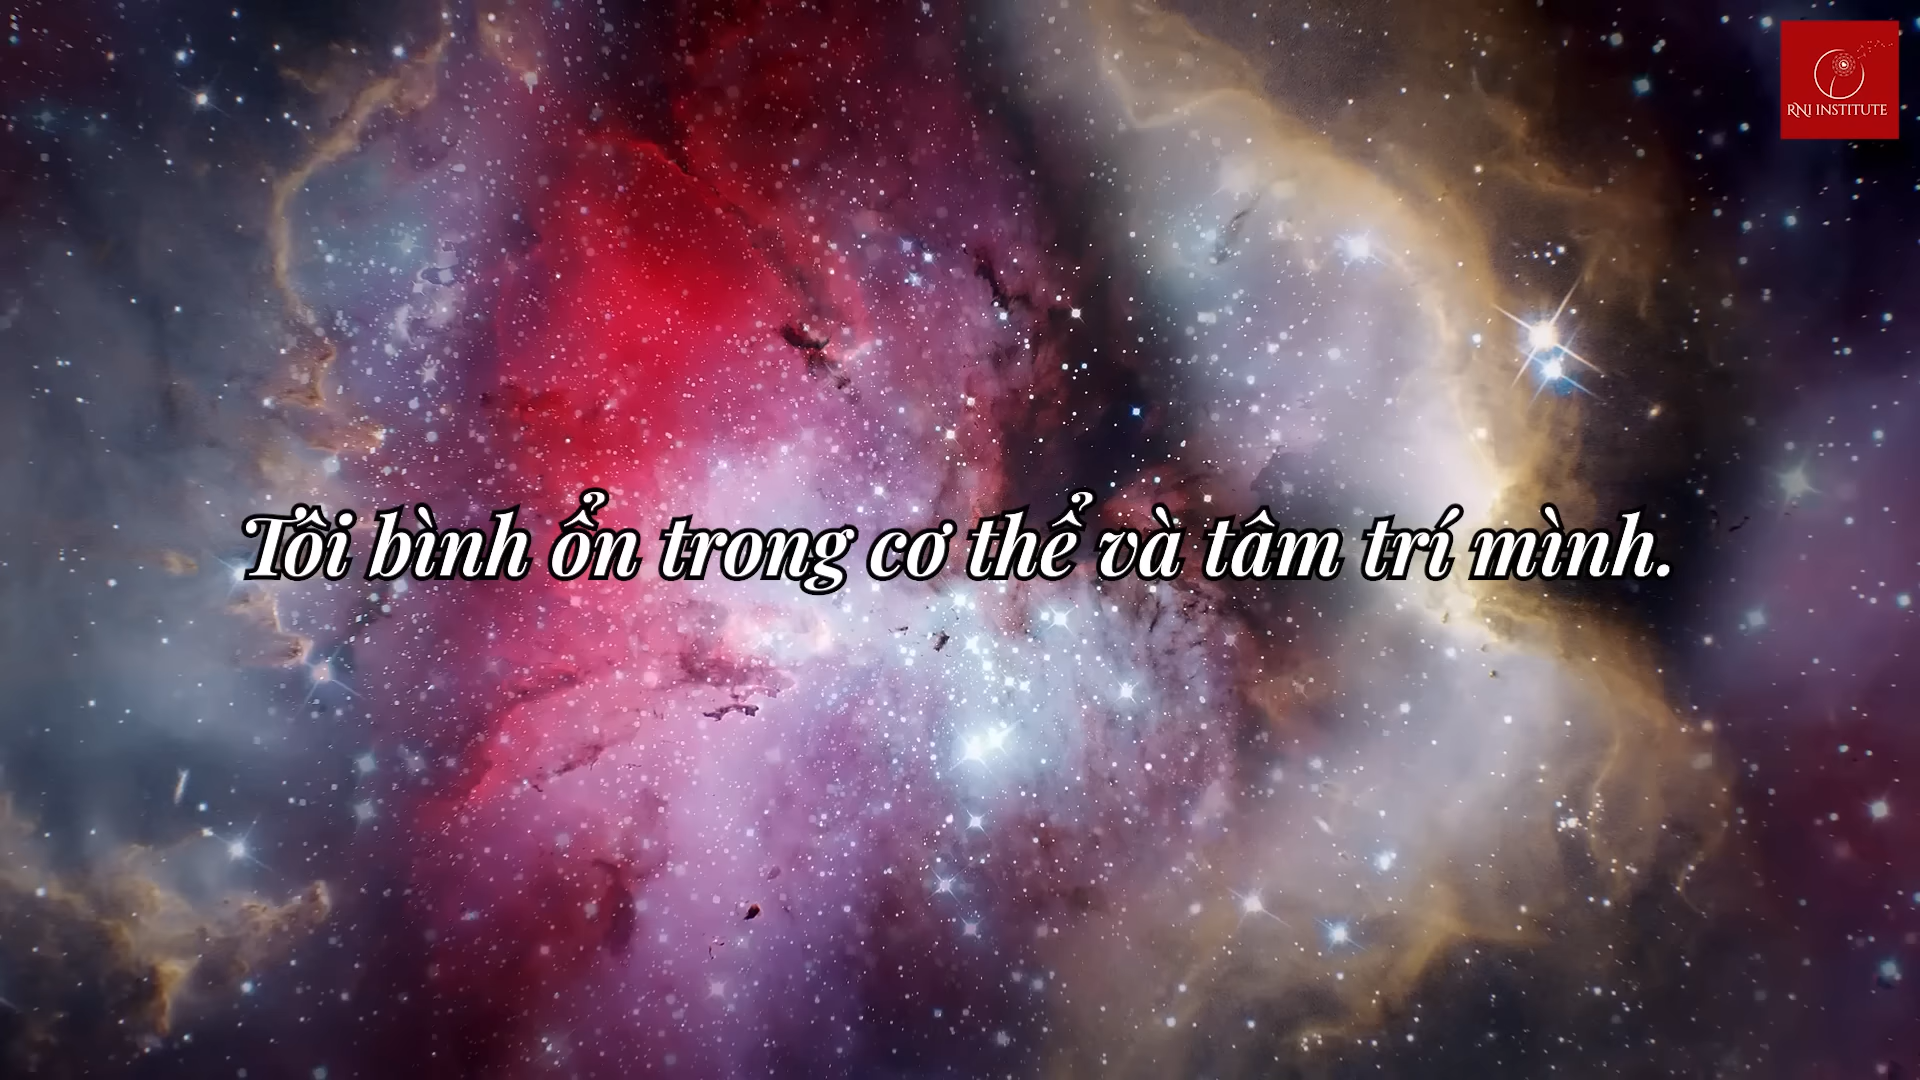 RNI INSTITUTE
Tôi bình ổn trong cơ thể và tâm trí mình.